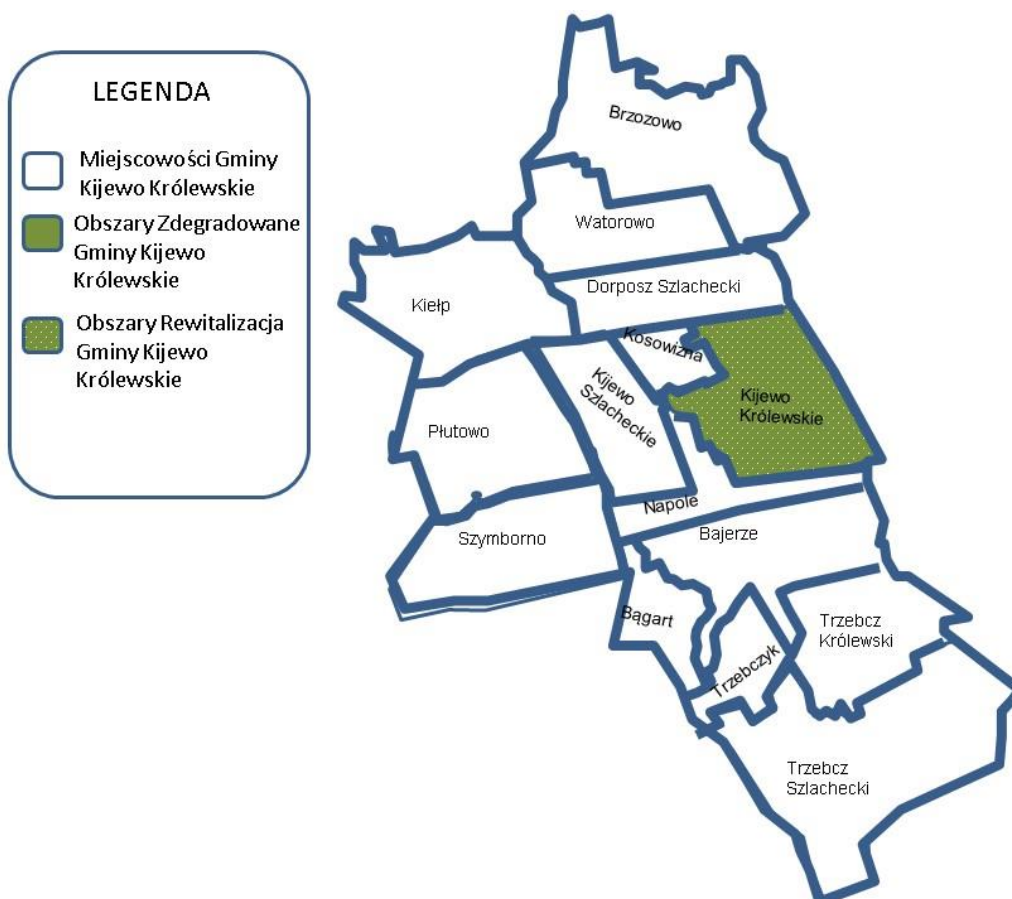 LEGENDA
Miejscowości Gminy
Kijewo Królewskie
Obszary Zdegradowane
Gminy Kijewo
Królewskie
Obszary Rewitalizacja
Gminy Kijewo
Królewskie
Brzozowo
Watorowo
Dorposz Szlachecki
Kiełp
Kosowizna
Kijewo
Szlacheckie
Kijewo
Królewskie
Płutowo
Napole
Szymborno
Bajerze
Bągart
Trzebcz
Królewski
Trzebczyk
Trzebcz
Szlachecki